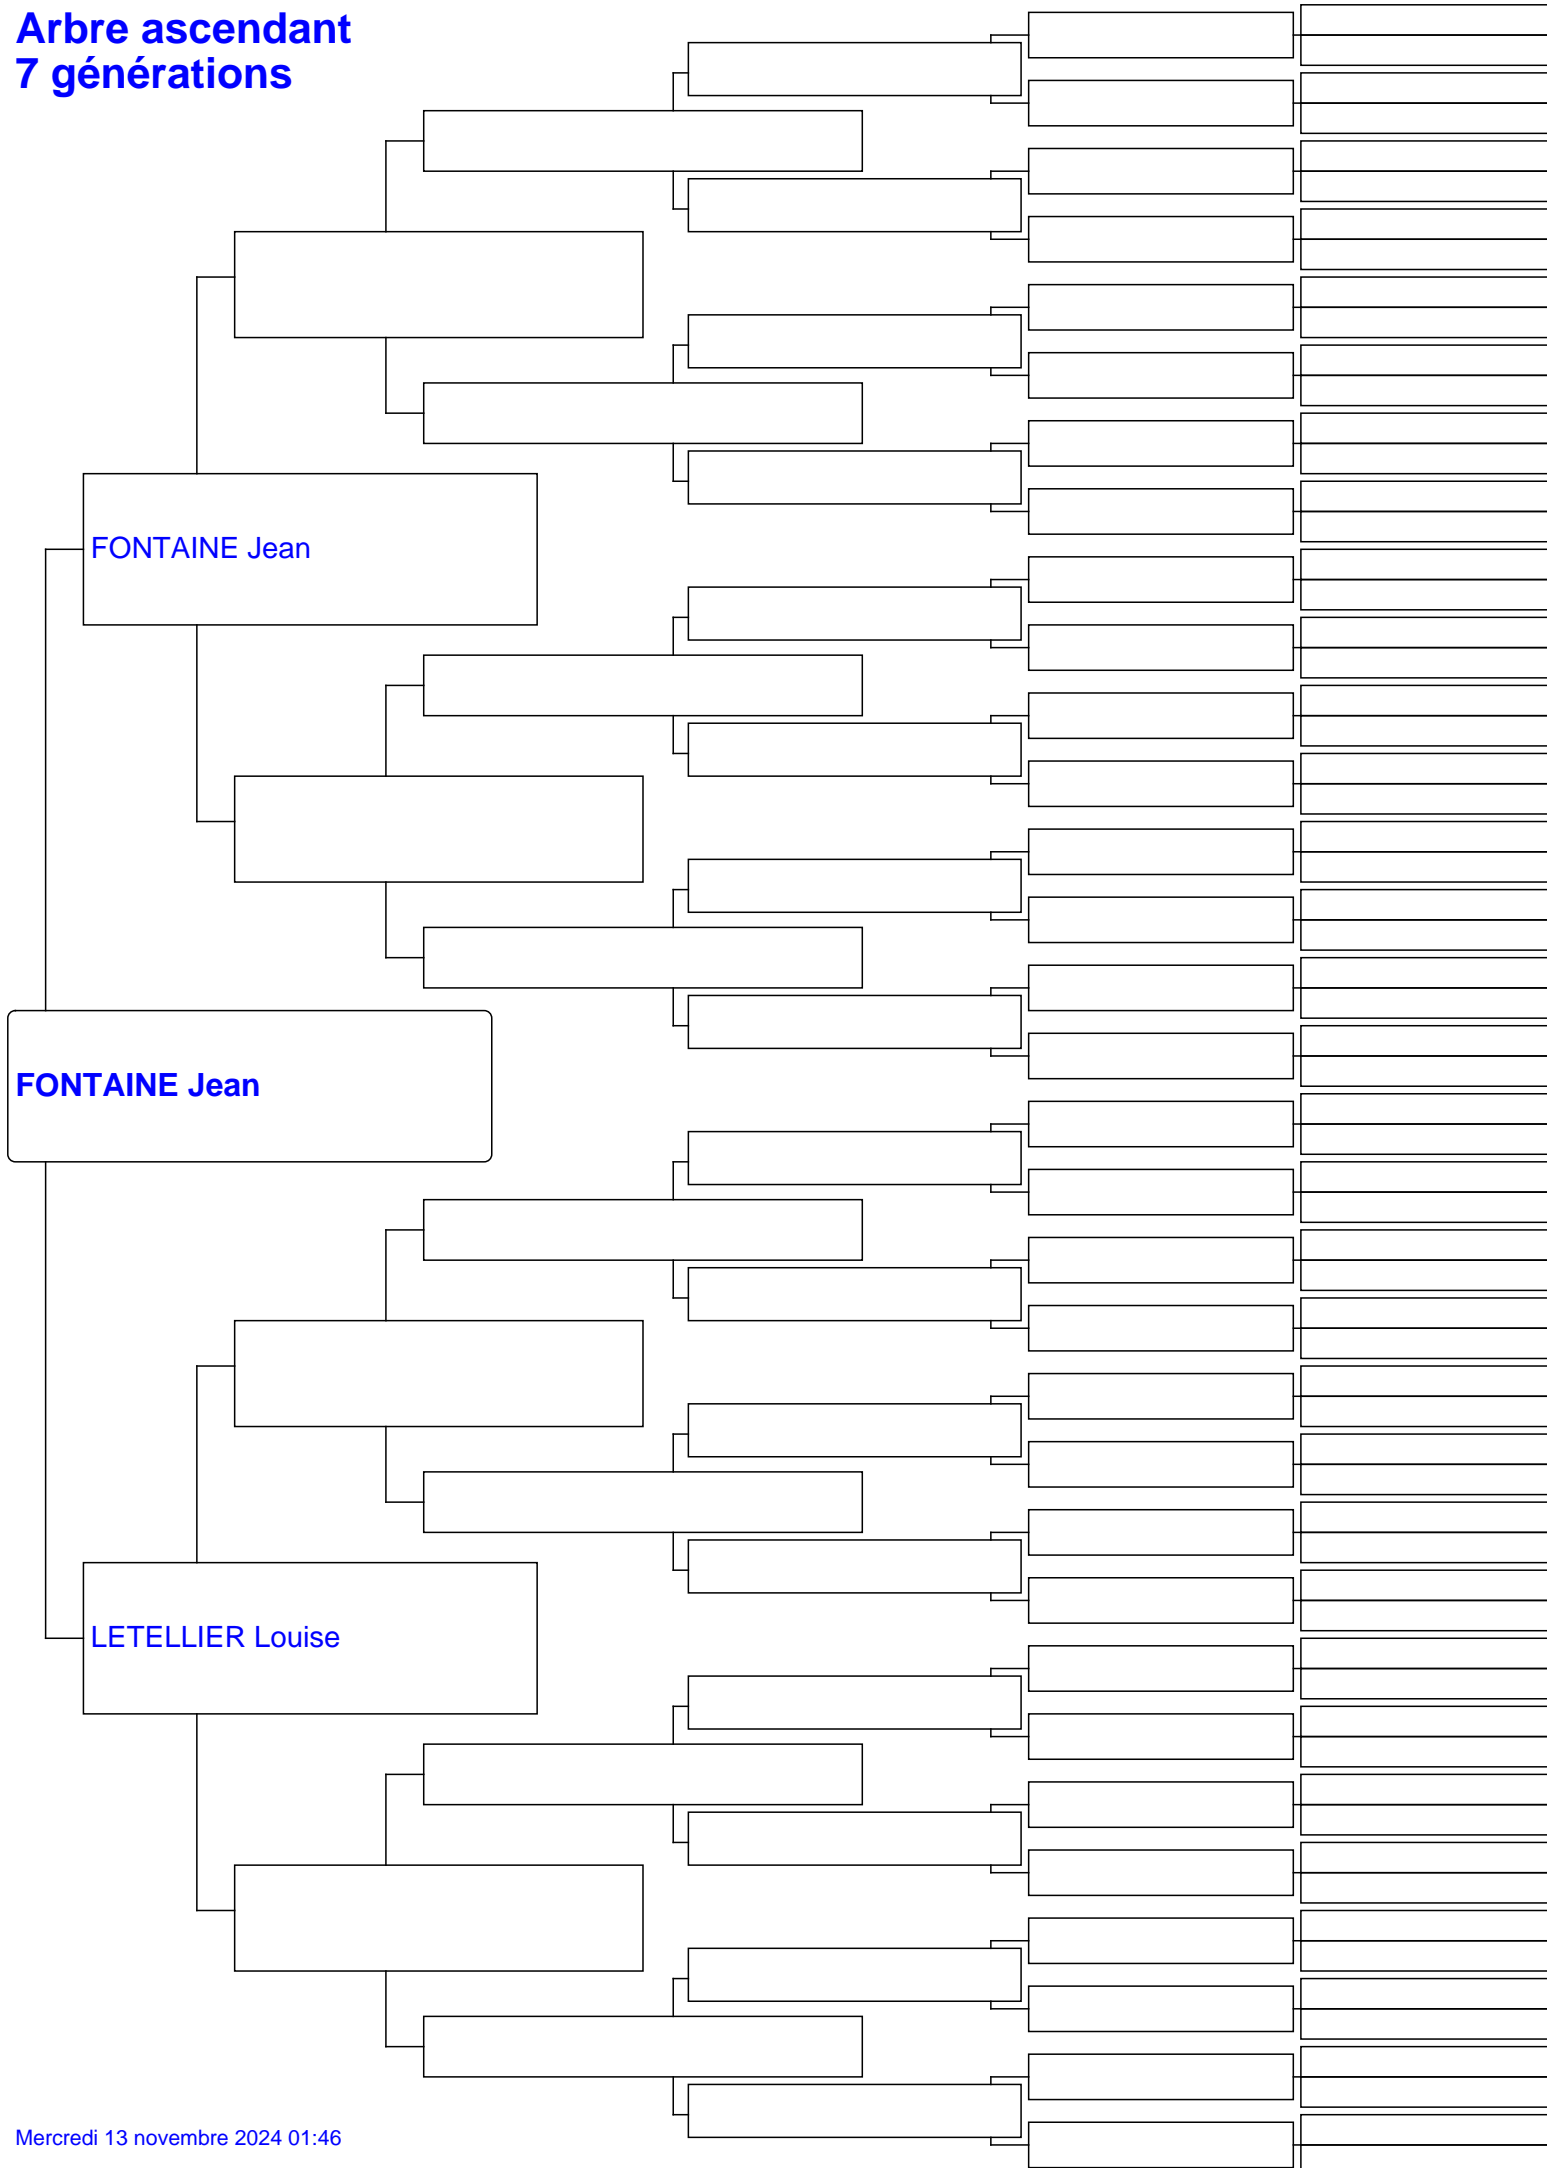 Arbre ascendant
7 générations
FONTAINE Jean
FONTAINE Jean
LETELLIER Louise
Mercredi 13 novembre 2024 01:46